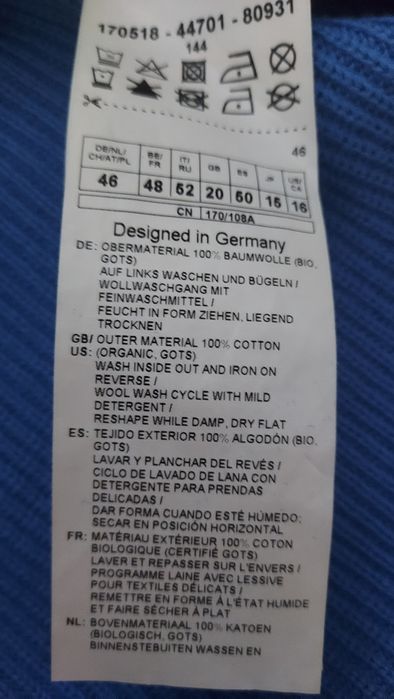 170518 - 44701 - 80931
144
46
DE/NL/ CH/AT/PL BE/ FR IT/ RU GB ES JP US/ CA
46 48 52 20 50 15 16
CN 170/108A
Designed in Germany
DE: OBERMATERIAL 100% BAUMWOLLE (BIO,
GOTS)
AUF LINKS WASCHEN UND BÜGELN /
WOLLWASCHGANG MIT
FEINWASCHMITTEL /
FEUCHT IN FORM ZIEHEN, LIEGEND
TROCKNEN
GB/ OUTER MATERIAL 100% COTTON
US: (ORGANIC, GOTS)
WASH INSIDE OUT AND IRON ON
REVERSE /
WOOL WASH CYCLE WITH MILD
DETERGENT /
RESHAPE WHILE DAMP, DRY FLAT
ES: TEJIDO EXTERIOR 100% ALGODÓN (BIO,
GOTS)
LAVAR Y PLANCHAR DEL REVÉS /
CICLO DE LAVADO DE LANA CON
DETERGENTE PARA PRENDAS
DELICADAS /
DAR FORMA CUANDO ESTÉ HÚMEDO;
SECAR EN POSICIÓN HORIZONTAL
FR: MATÉRIAU EXTÉRIEUR 100% COTON
BIOLOGIQUE (CERTIFIÉ GOTS)
LAVER ET REPASSER SUR L'ENVERS /
PROGRAMME LAINE AVEC LESSIVE
POUR TEXTILES DÉLICATS /
REMETTRE EN FORME À L'ÉTAT HUMIDE
ET FAIRE SÉCHER À PLAT
NL: BOVENMATERIAAL 100% KATOEN
(BIOLOGISCH, GOTS)
BINNENSTEBUITEN WASSEN EN